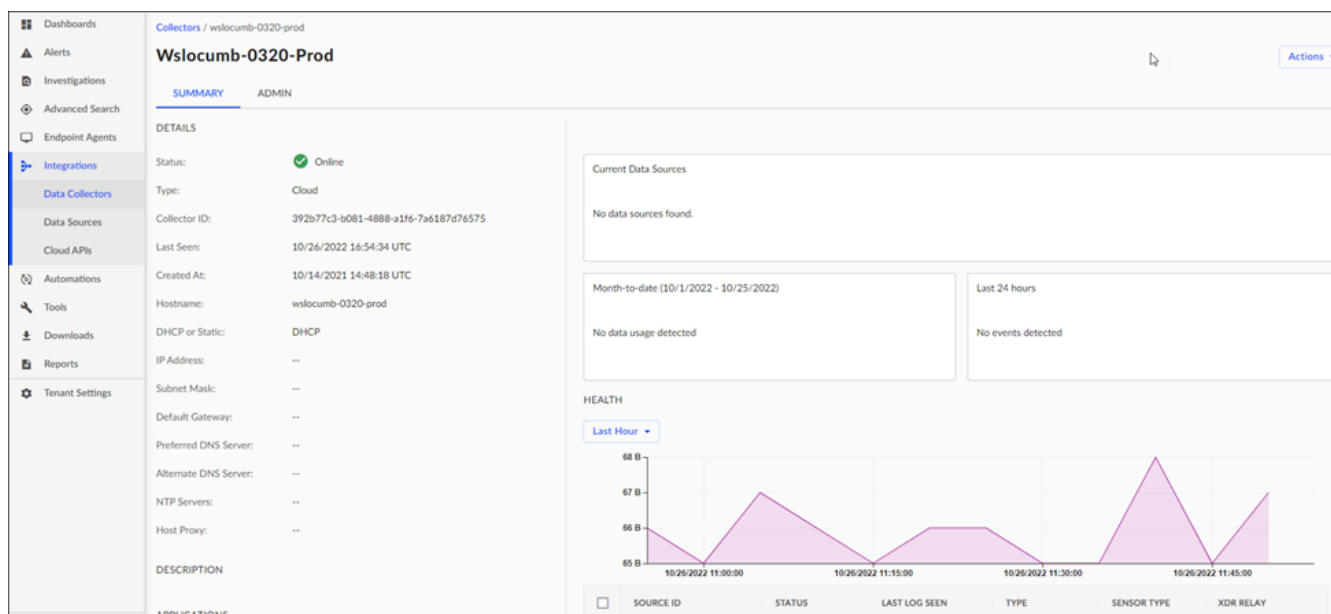 Dashboards
Alerts
Investigations
Advanced Search
Endpoint Agents
Integrations
Data Collectors
Data Sources
Cloud APIs
Automations
Tools
Downloads
Reports
Tenant Settings
Collectors / wslocumb-0320-prod
Wslocumb-0320-Prod
Actions
SUMMARY ADMIN
DETAILS
Status: Online
Type: Cloud
Collector ID: 392b77c3-b081-4888-a1f6-7a6187d76575
Last Seen: 10/26/2022 16:54:34 UTC
Created At: 10/14/2021 14:48:18 UTC
Hostname: wslocumb-0320-prod
DHCP or Static: DHCP
IP Address: --
Subnet Mask: --
Default Gateway: --
Preferred DNS Server: --
Alternate DNS Server: --
NTP Servers: --
Host Proxy: --
DESCRIPTION
APPLICATIONS
Current Data Sources
No data sources found.
Month-to-date (10/1/2022 - 10/25/2022)
No data usage detected
Last 24 hours
No events detected
HEALTH
Last Hour
68 B
67 B
66 B
65 B
10/26/2022 11:00:00 10/26/2022 11:15:00 10/26/2022 11:30:00 10/26/2022 11:45:00
SOURCE ID STATUS LAST LOG SEEN TYPE SENSOR TYPE XDR RELAY